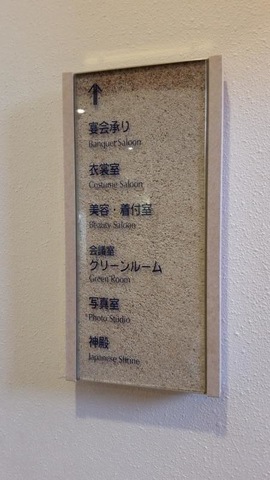 ↑
宴会承り
Banquet Saloon
衣裳室
Costume Saloon
美容・着付室
Beauty Saloon
会議室
グリーンルーム
Green Room
写真室
Photo Studio
神殿
Japanese Shrine